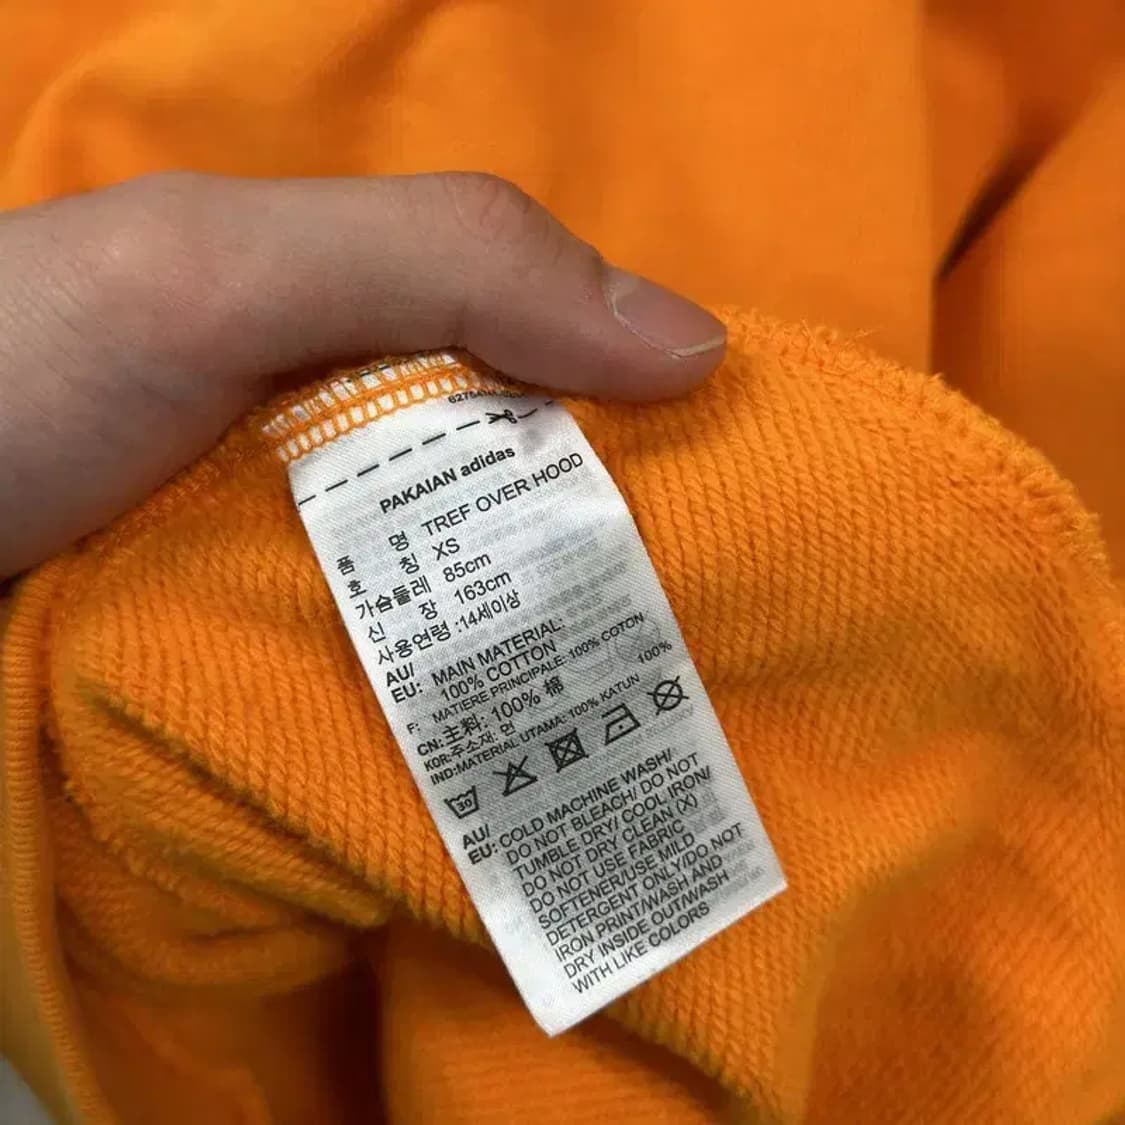 PAKAIAN adidas
품 명 TREF OVER HOOD
호 칭 XS
가슴둘레 85cm
신 장 163cm
사용연령 :14세이상
AU/
EU: MAIN MATERIAL:
100% COTTON
F: MATIERE PRINCIPALE: 100% COTON
CN:主料: 100% 棉
KOR:주소재: 면 100%
IND:MATERIAL UTAMA: 100% KATUN
30
AU/
EU: COLD MACHINE WASH/
DO NOT BLEACH/ DO NOT
TUMBLE DRY/ COOL IRON/
DO NOT DRY CLEAN (X)
DO NOT USE FABRIC
SOFTENER/USE MILD
DETERGENT ONLY/DO NOT
IRON PRINT/WASH AND
DRY INSIDE OUT/WASH
WITH LIKE COLORS